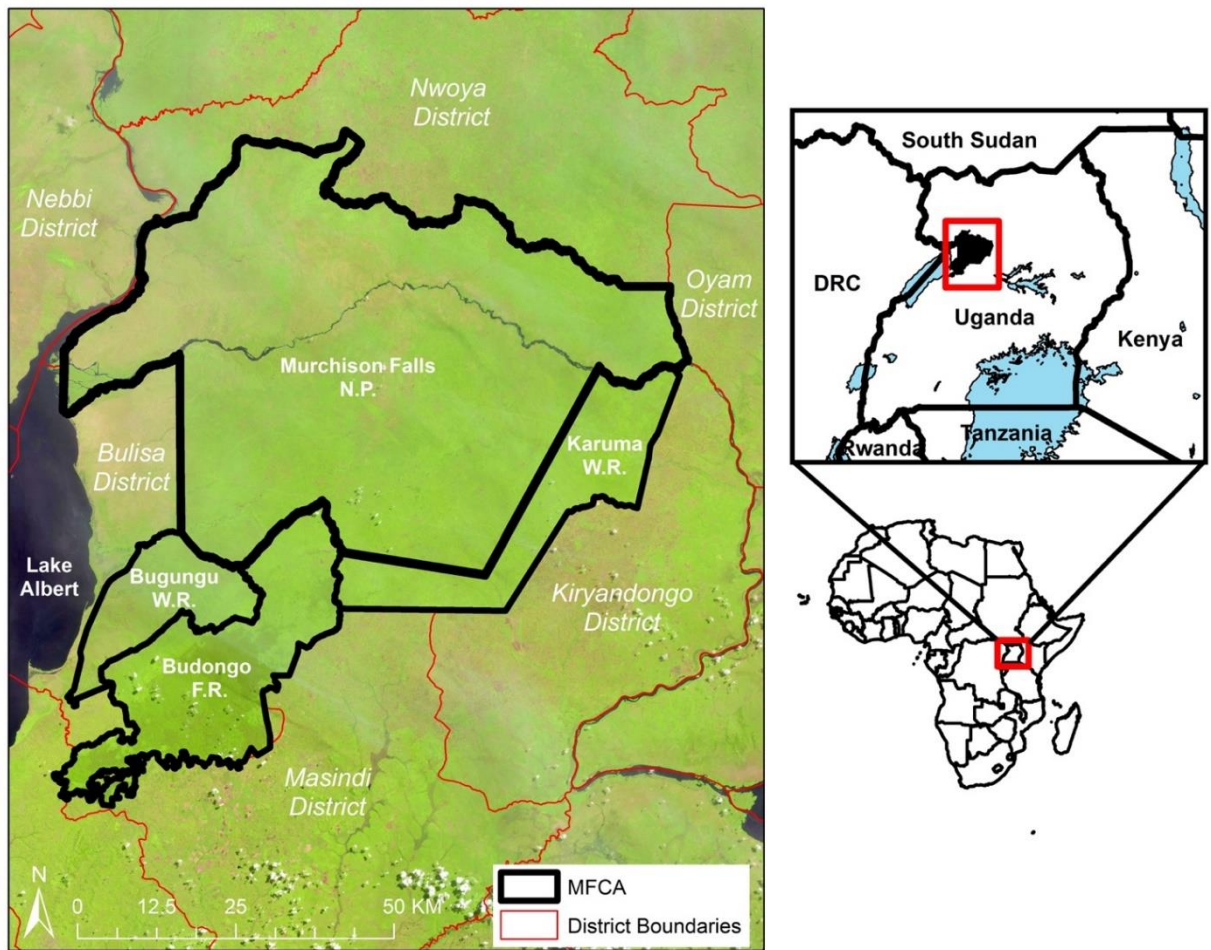 Nwoya
District
Nebbi
District
Oyam
District
Murchison Falls
N.P.
Karuma
W.R.
Bulisa
District
Lake
Albert
Bugungu
W.R.
Kiryandongo
District
Budongo
F.R.
Masindi
District
N
0 12.5 25 50 KM
MFCA
District Boundaries
South Sudan
DRC
Uganda
Kenya
Rwanda
Tanzania